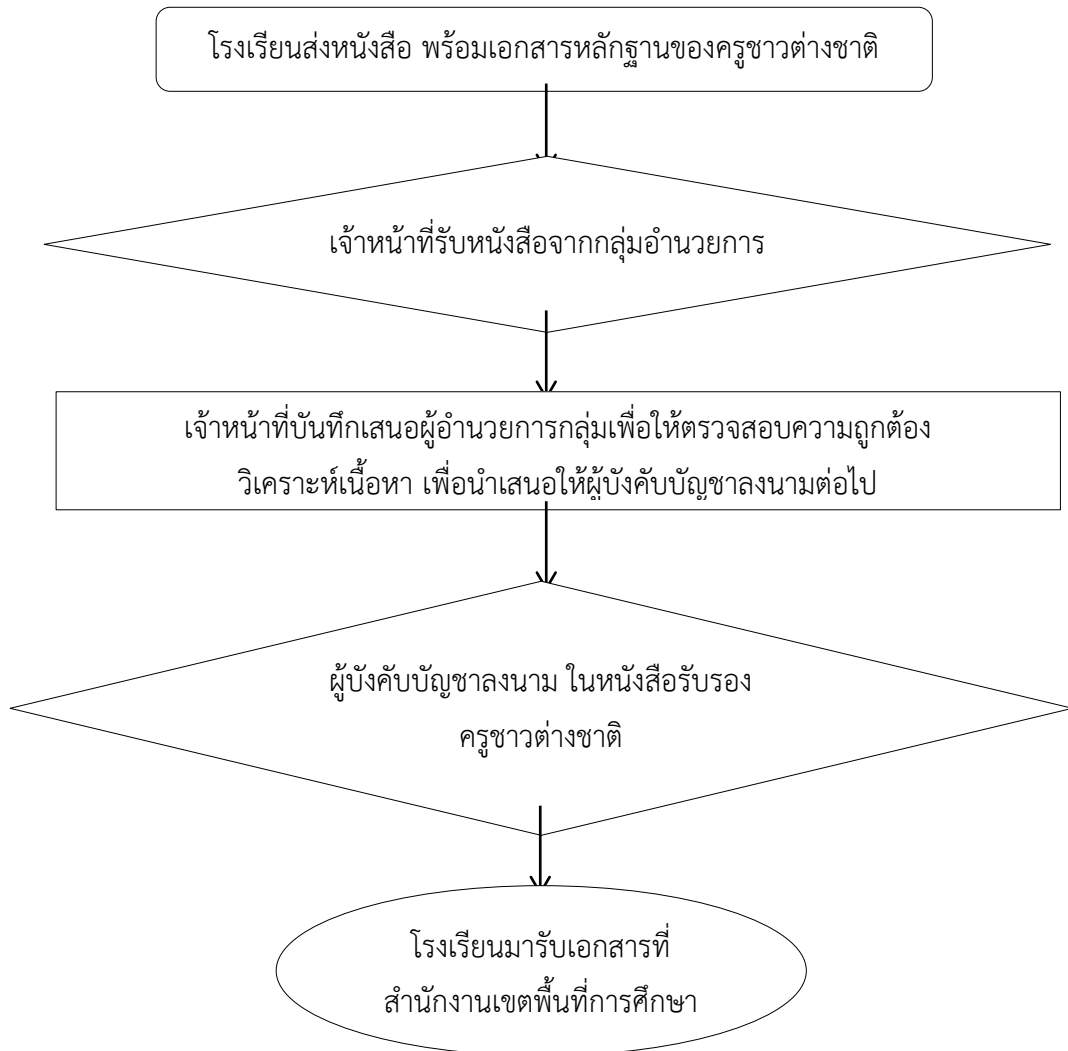 โรงเรียนส่งหนังสือ พร้อมเอกสารหลักฐานของครูชาวต่างชาติ
เจ้าหน้าที่รับหนังสือจากกลุ่มอำนวยการ
เจ้าหน้าที่บันทึกเสนอผู้อำนวยการกลุ่มเพื่อให้ตรวจสอบความถูกต้อง
วิเคราะห์เนื้อหา เพื่อนำเสนอให้ผู้บังคับบัญชาลงนามต่อไป
ผู้บังคับบัญชาลงนาม ในหนังสือรับรอง
ครูชาวต่างชาติ
โรงเรียนมารับเอกสารที่
สำนักงานเขตพื้นที่การศึกษา